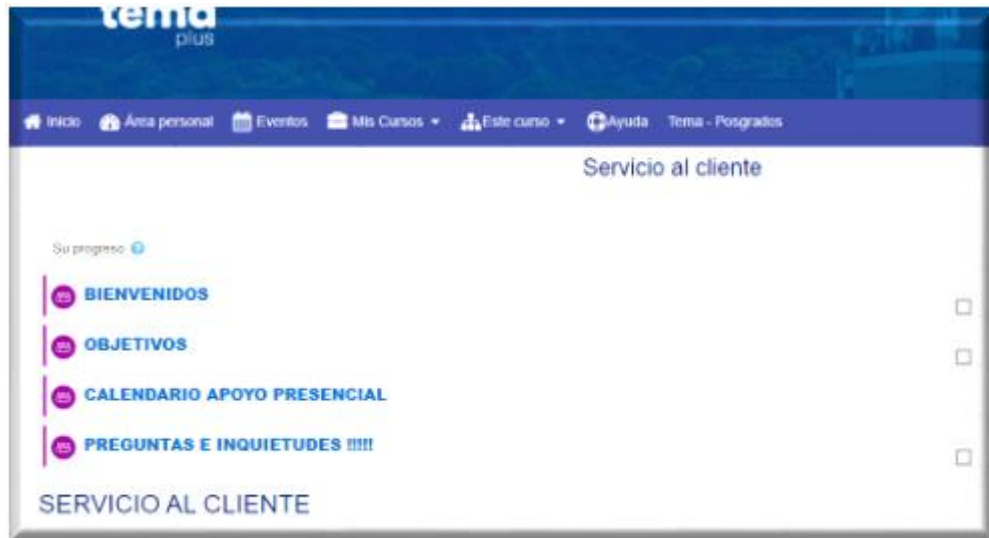 tema
plus
Inicio Área personal Eventos Mis Cursos Este curso Ayuda Tema - Posgrados
Servicio al cliente
Su progreso
BIENVENIDOS
OBJETIVOS
CALENDARIO APOYO PRESENCIAL
PREGUNTAS E INQUIETUDES !!!!!
SERVICIO AL CLIENTE